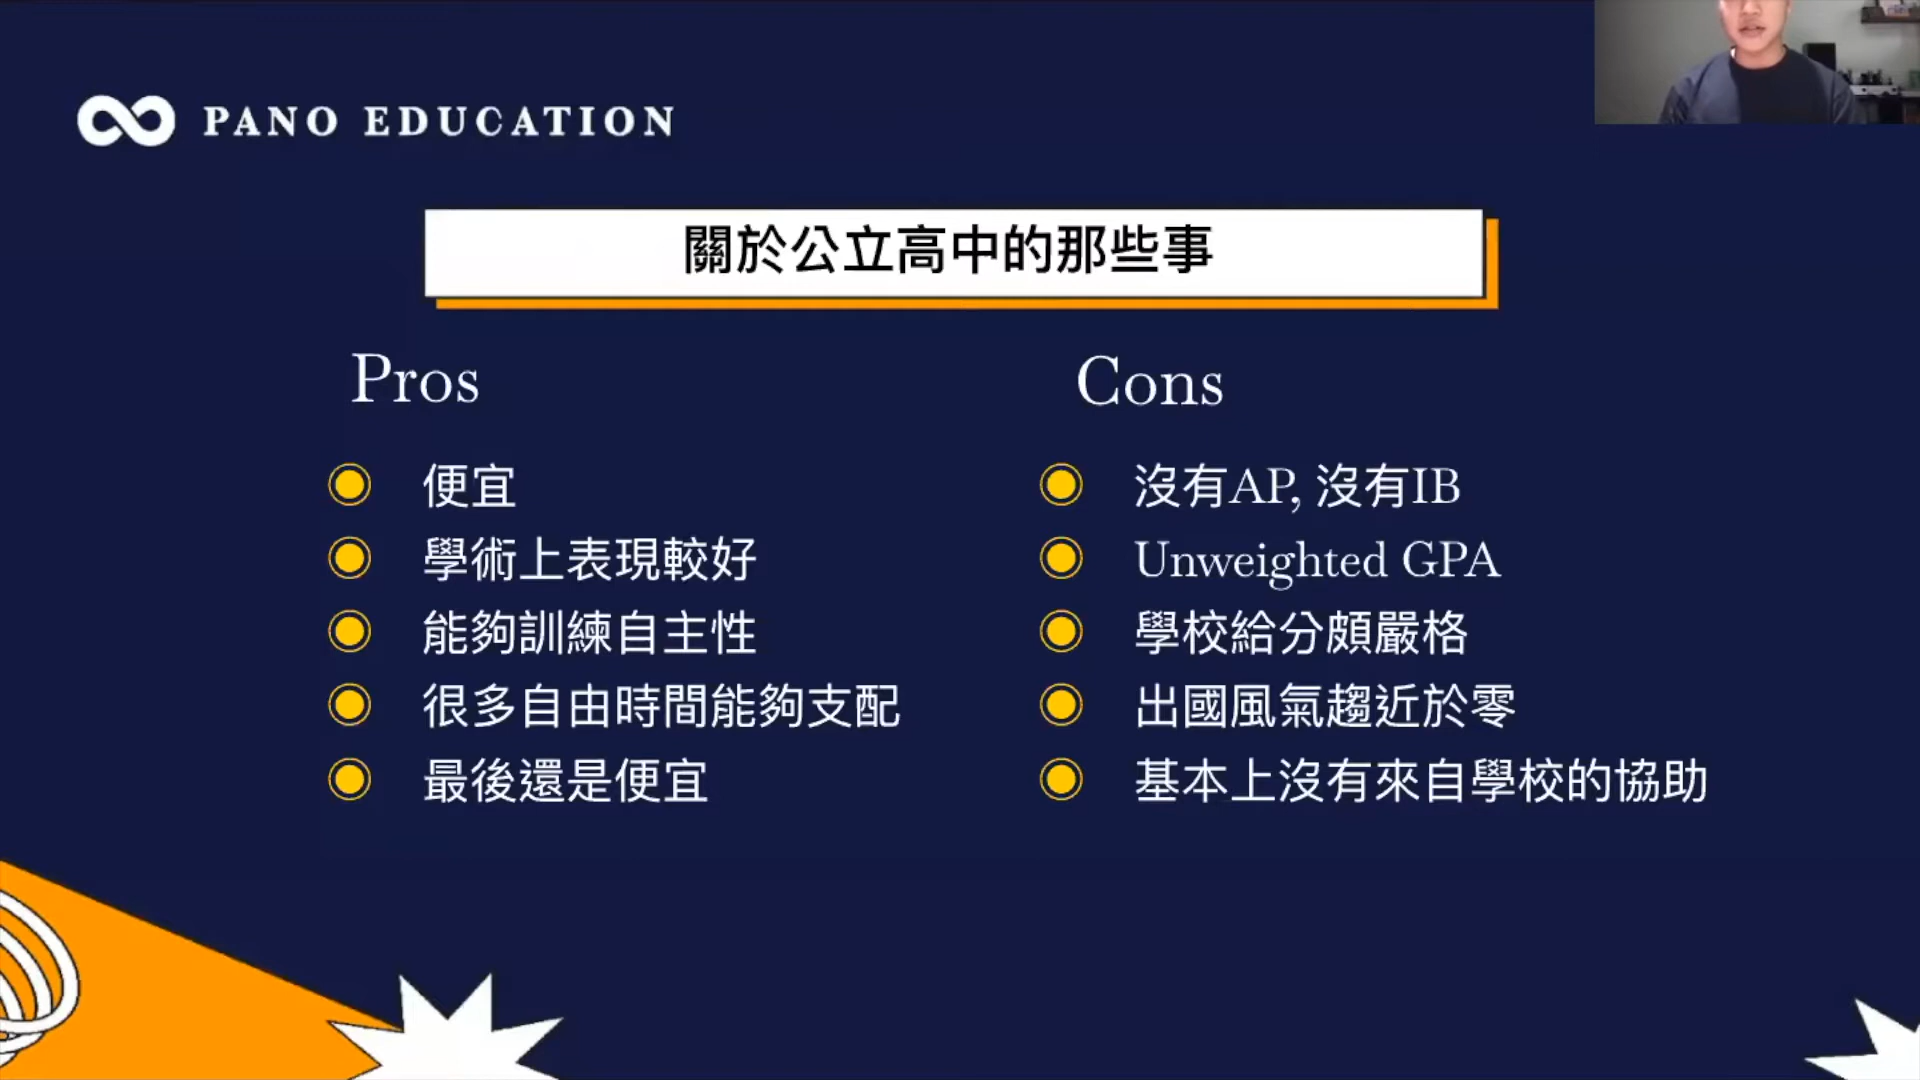 PANO EDUCATION
關於公立高中的那些事
Pros
便宜
學術上表現較好
能夠訓練自主性
很多自由時間能夠支配
最後還是便宜
Cons
沒有AP, 沒有IB
Unweighted GPA
學校給分頗嚴格
出國風氣趨近於零
基本上沒有來自學校的協助